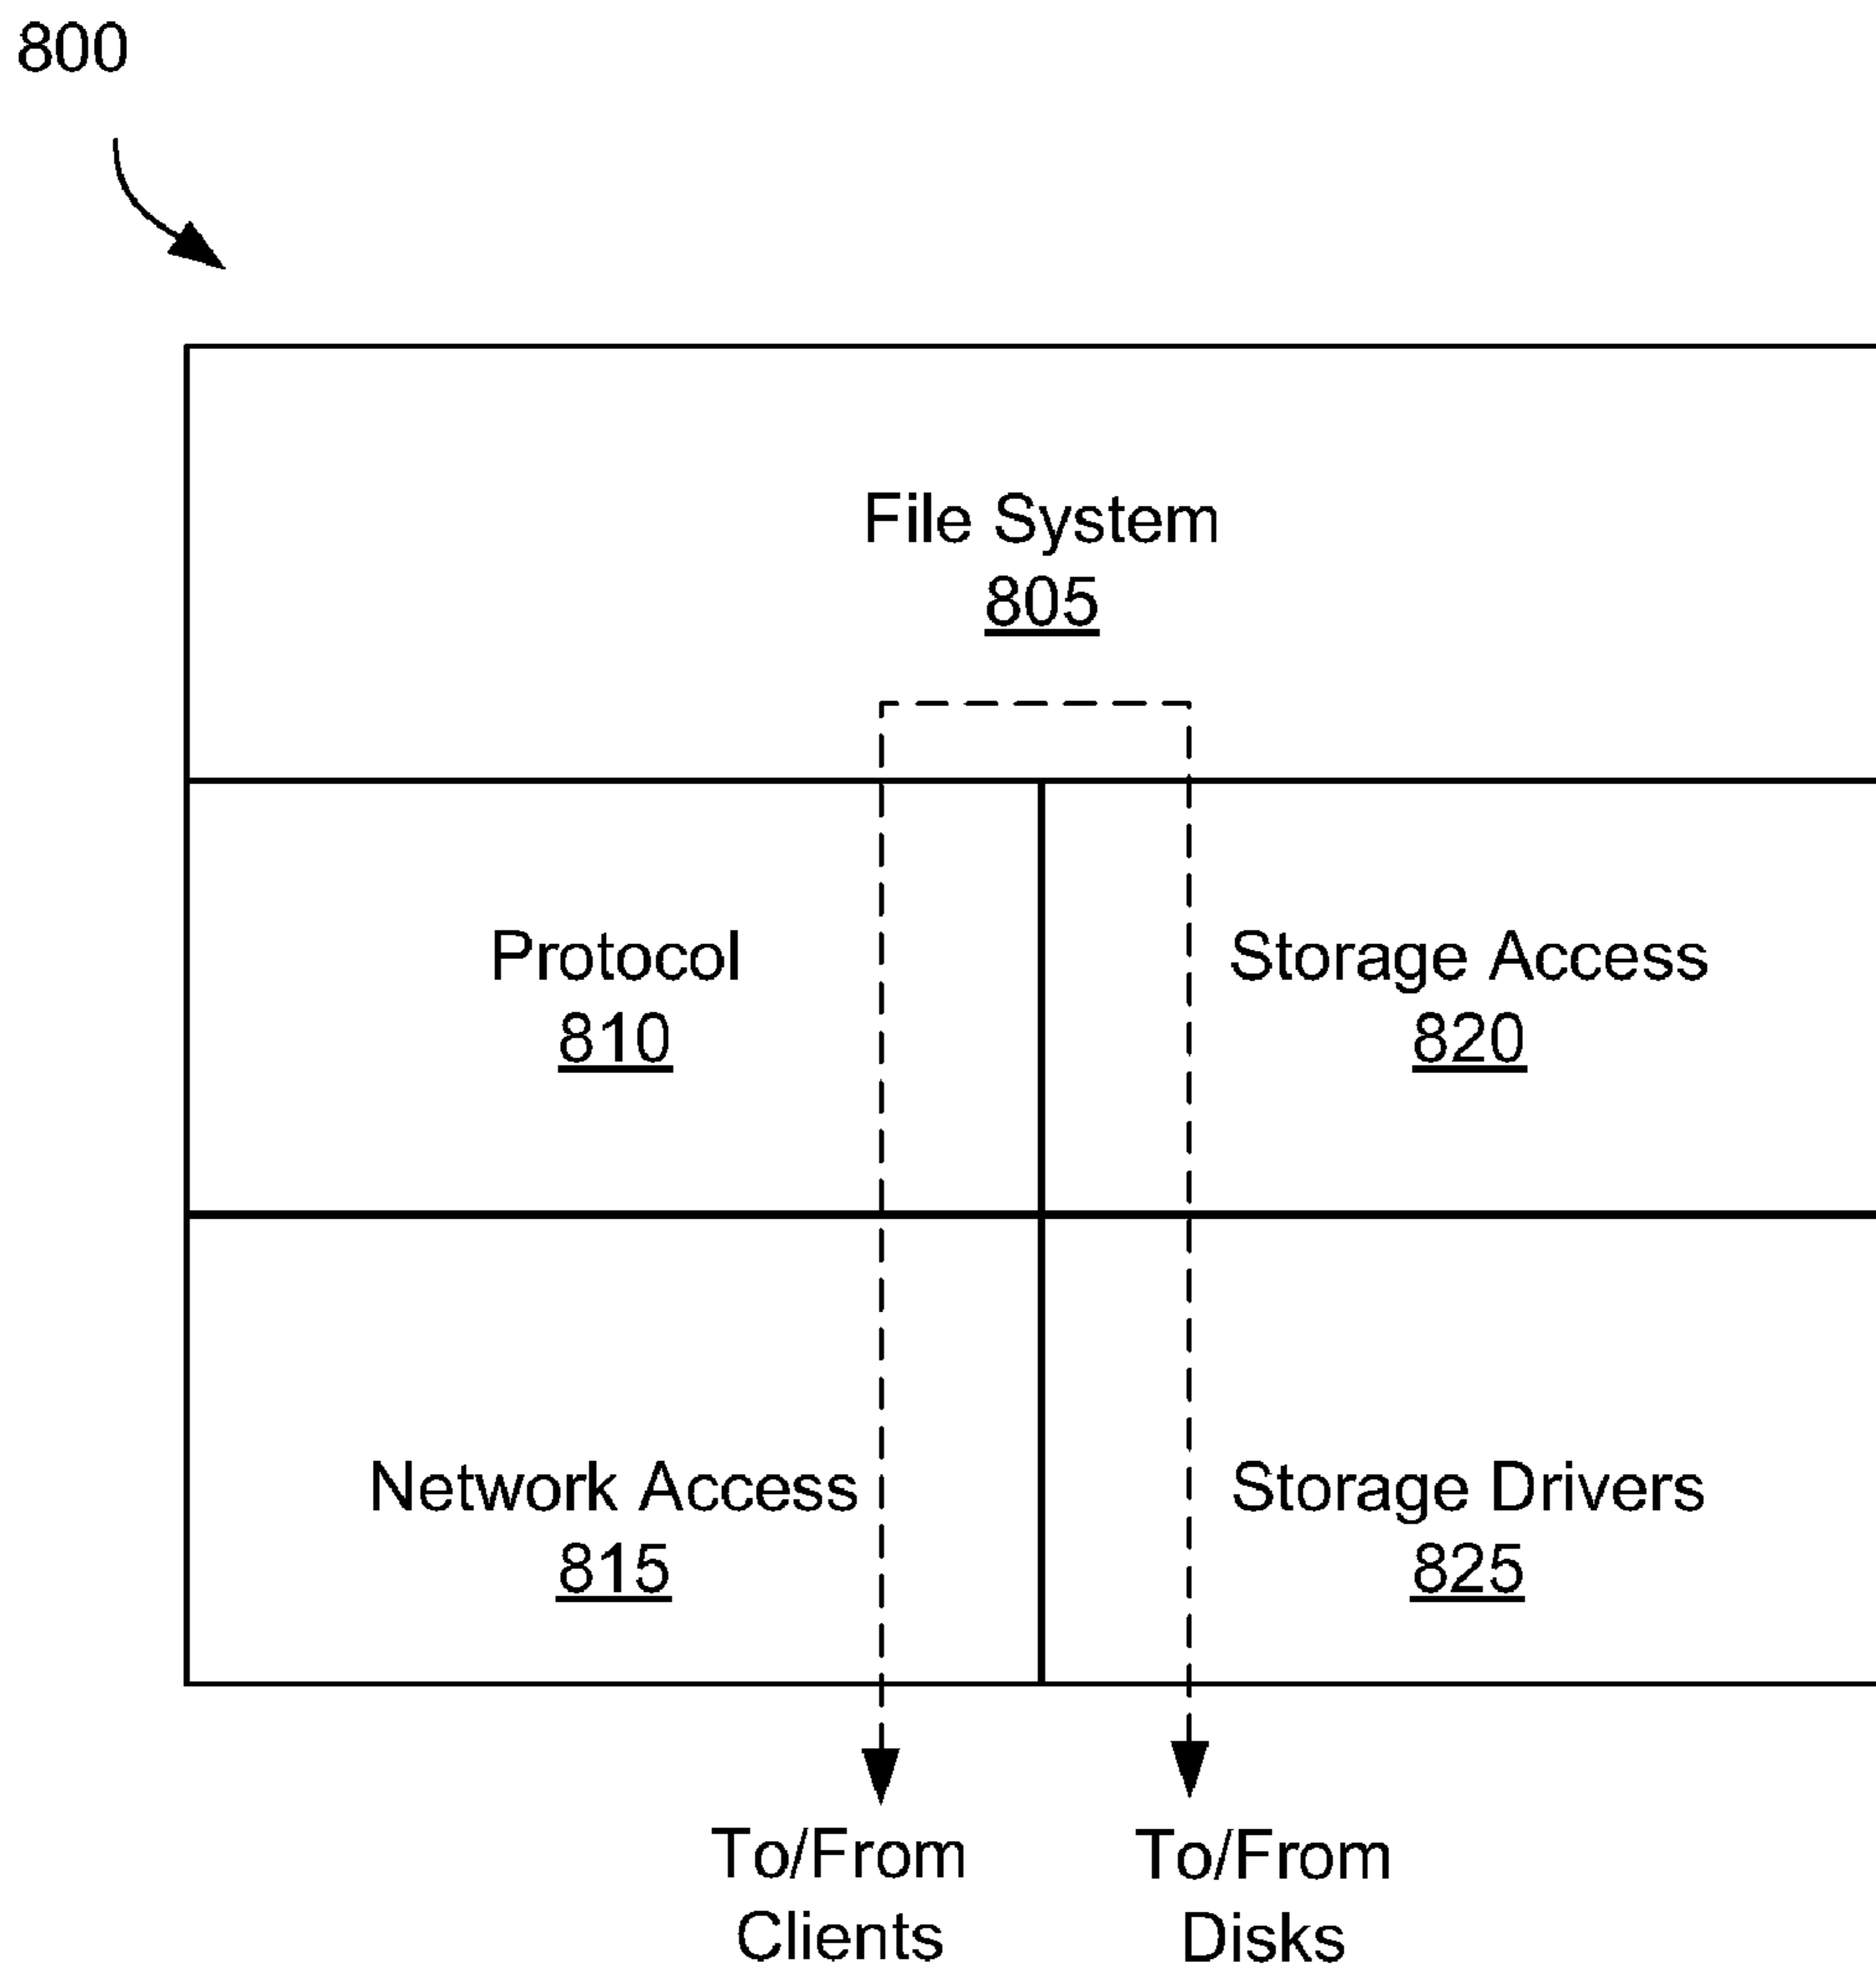 800
File System
805
Protocol
810
Storage Access
820
Network Access
815
Storage Drivers
825
To/From
Clients
To/From
Disks